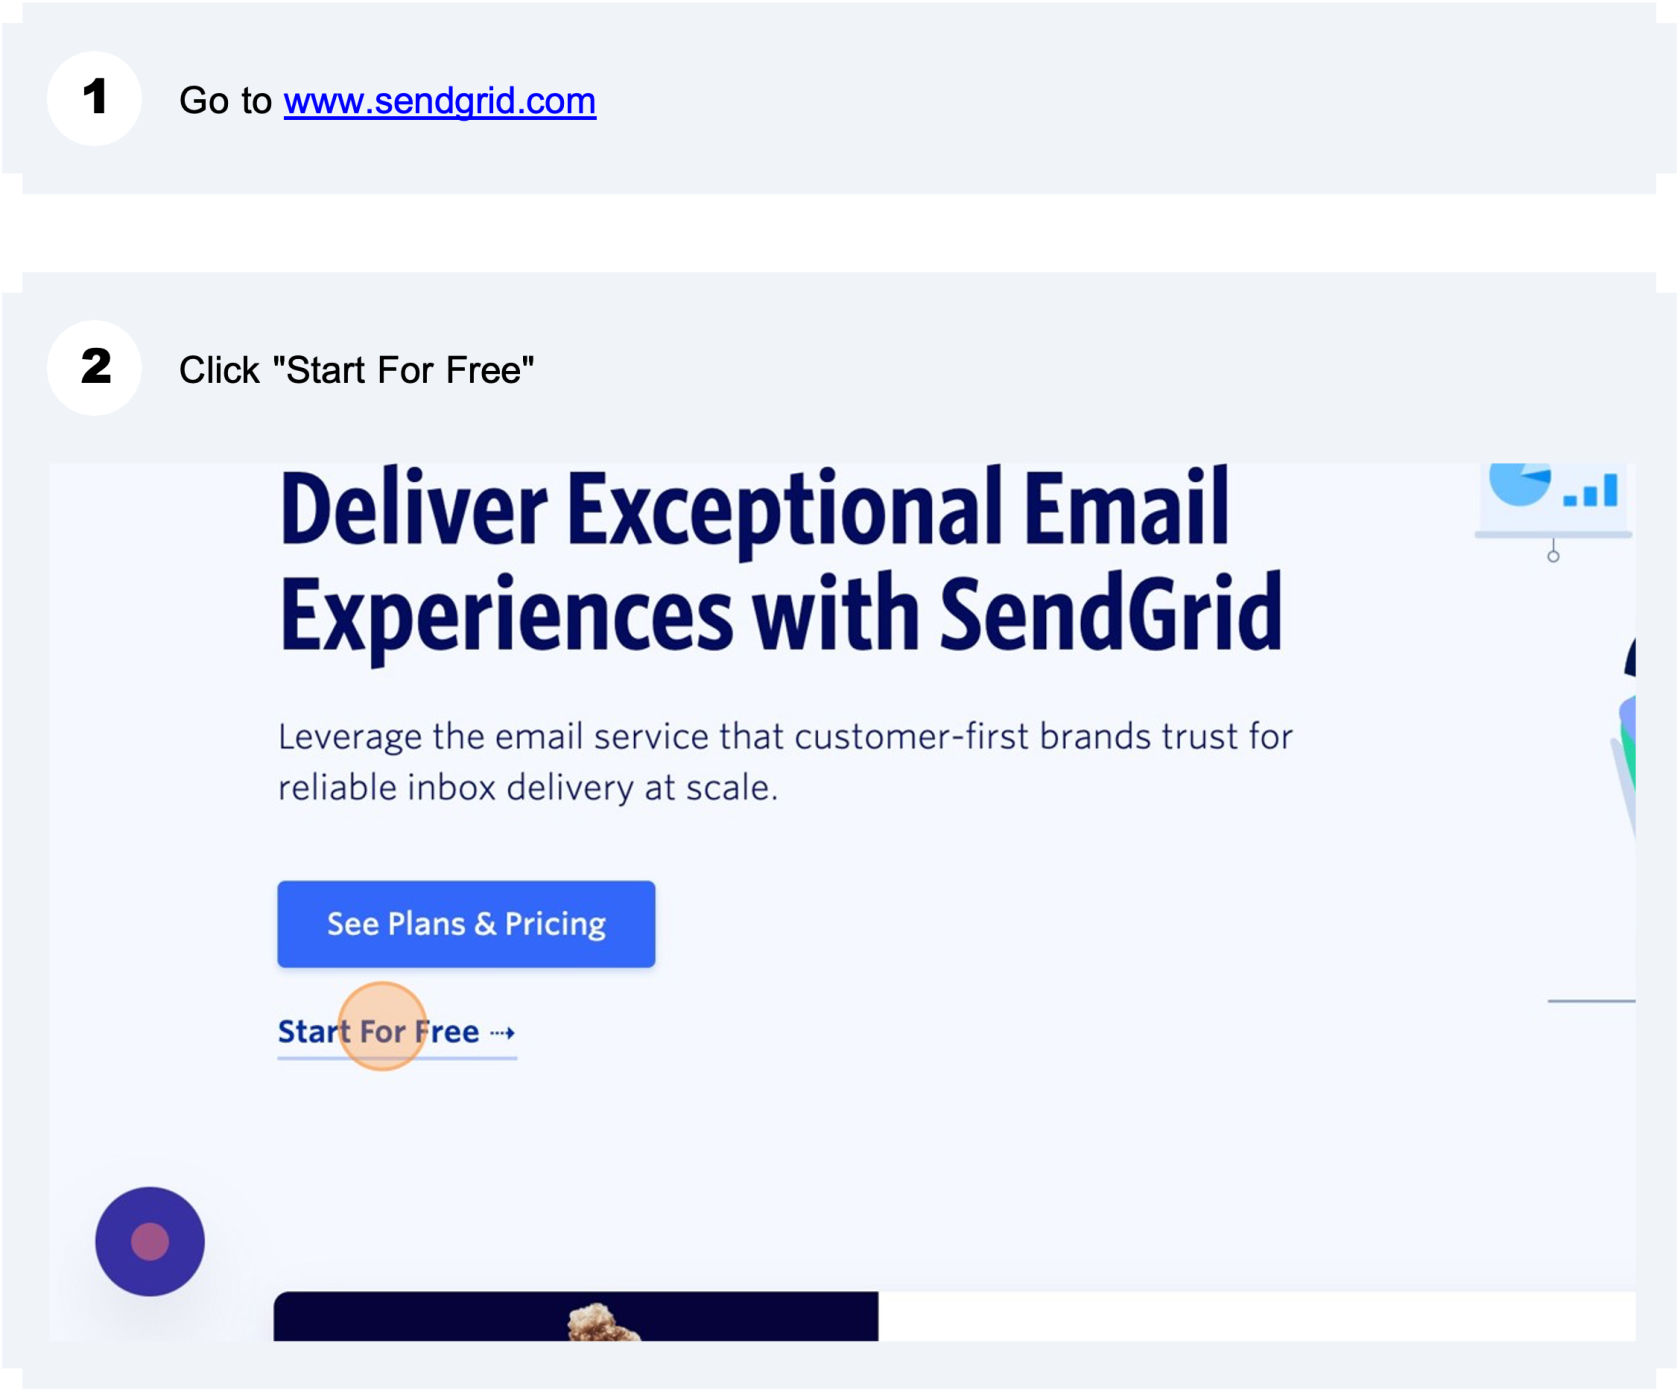 1
Go to www.sendgrid.com
2
Click "Start For Free"
Deliver Exceptional Email
Experiences with SendGrid
Leverage the email service that customer-first brands trust for
reliable inbox delivery at scale.
See Plans & Pricing
Start For Free